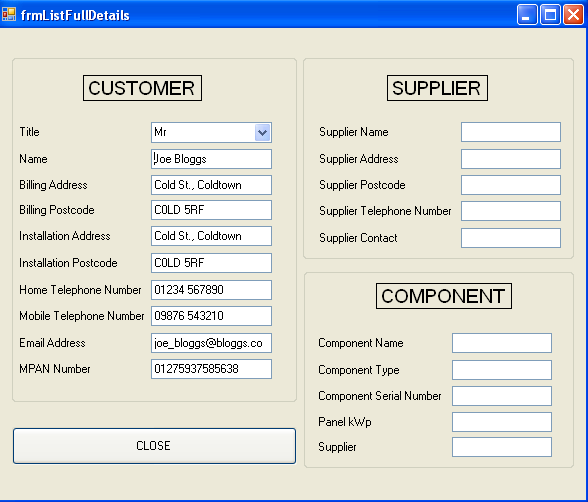 frmListFullDetails
CUSTOMER
Title Mr
Name Joe Bloggs
Billing Address Cold St., Coldtown
Billing Postcode C0LD 5RF
Installation Address Cold St., Coldtown
Installation Postcode C0LD 5RF
Home Telephone Number 01234 567890
Mobile Telephone Number 09876 543210
Email Address joe_bloggs@bloggs.co
MPAN Number 01275937585638
CLOSE
SUPPLIER
Supplier Name
Supplier Address
Supplier Postcode
Supplier Telephone Number
Supplier Contact
COMPONENT
Component Name
Component Type
Component Serial Number
Panel kWp
Supplier